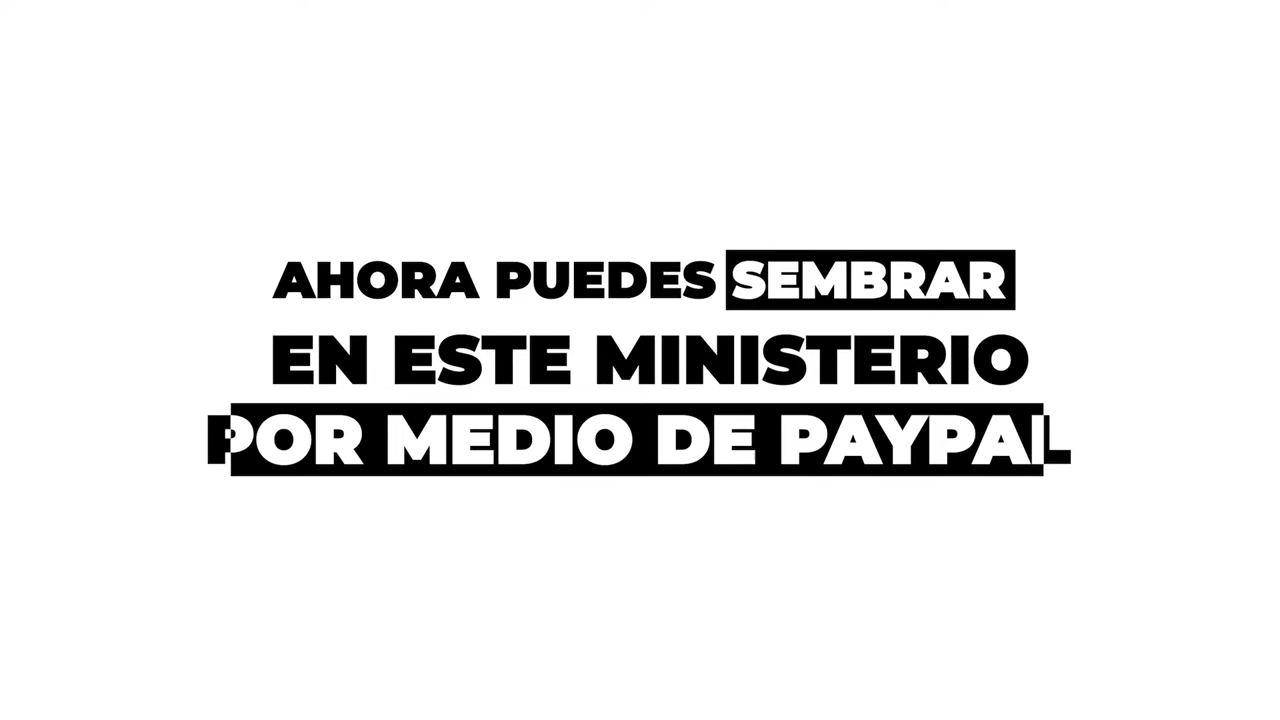 AHORA PUEDES SEMBRAR
EN ESTE MINISTERIO
POR MEDIO DE PAYPAL